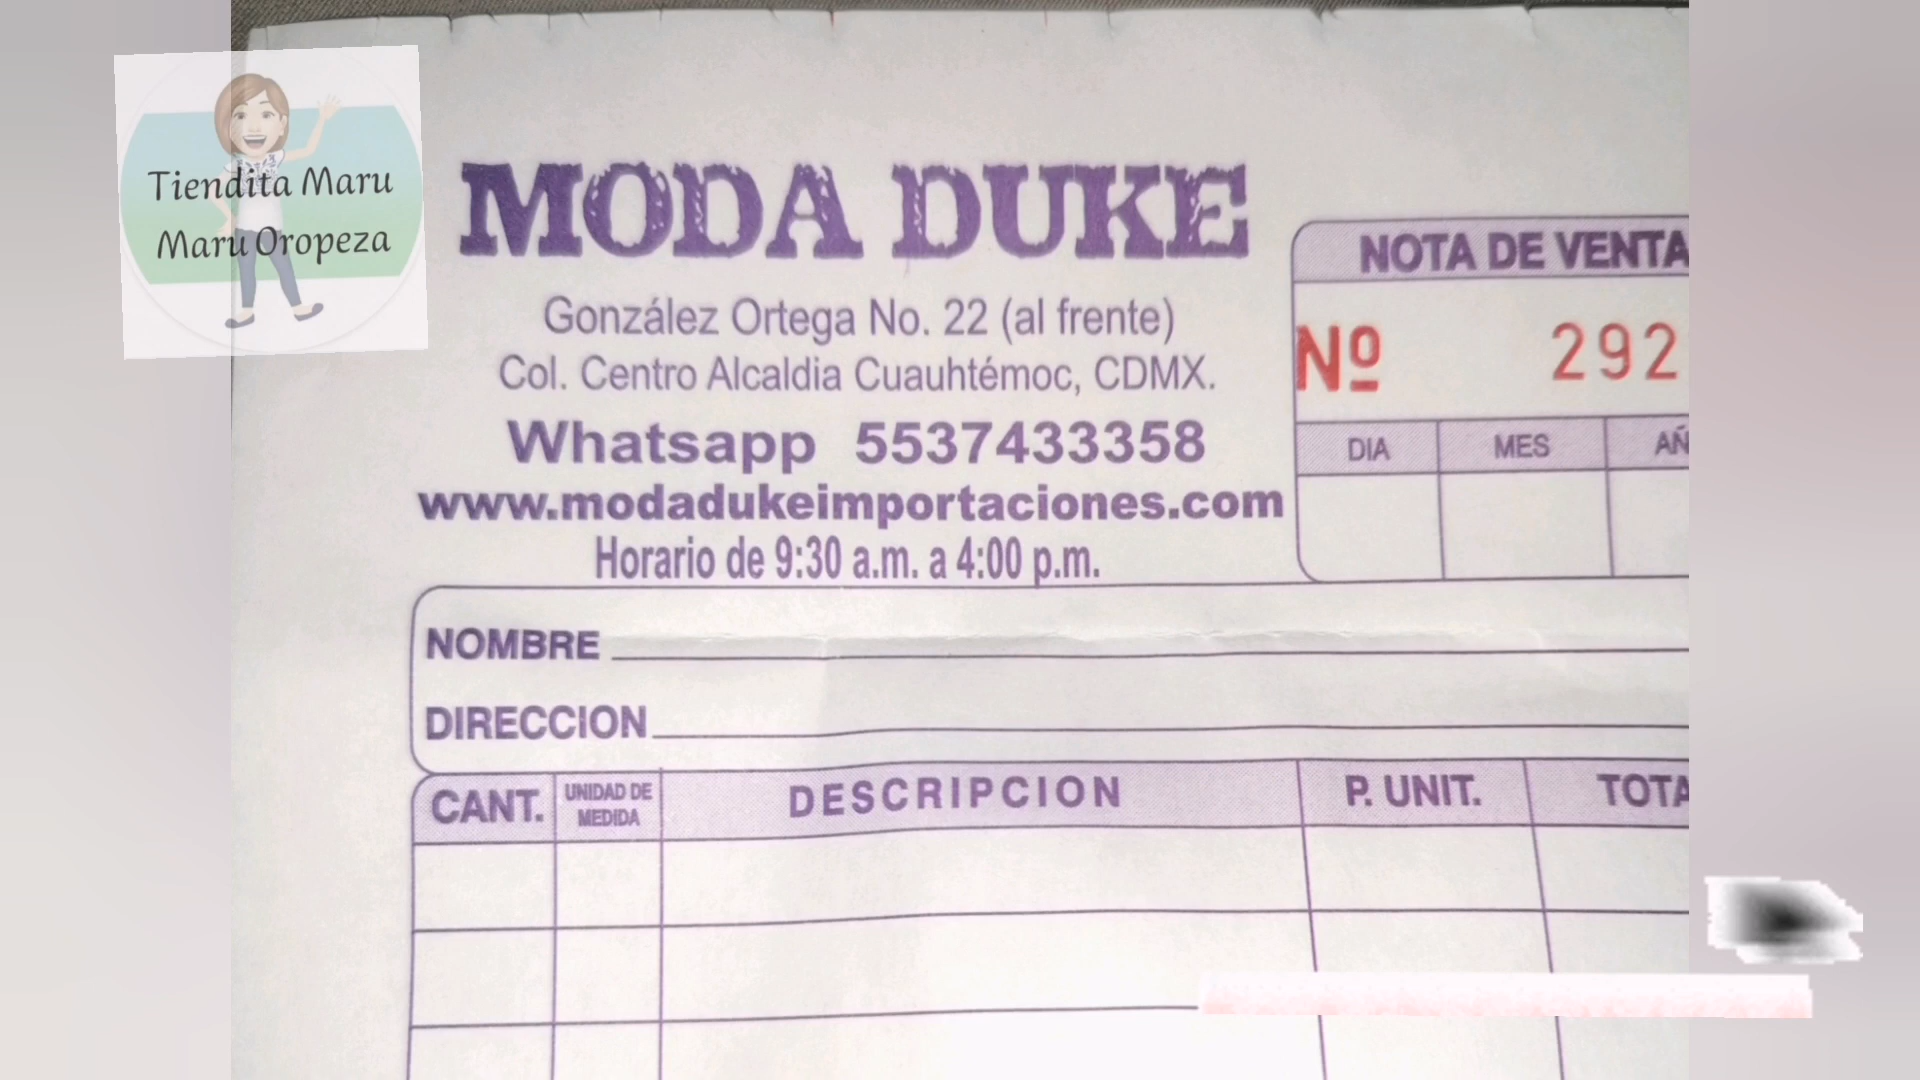 Tiendita Maru
Maru Oropeza
MODA DUKE
González Ortega No. 22 (al frente)
Col. Centro Alcaldia Cuauhtémoc, CDMX.
Whatsapp 5537433358
www.modadukeimportaciones.com
Horario de 9:30 a.m. a 4:00 p.m.
NOTA DE VENTA
Nº 292
DIA MES AÑ
NOMBRE
DIRECCION
CANT. UNIDAD DE MEDIDA DESCRIPCION P. UNIT. TOTA